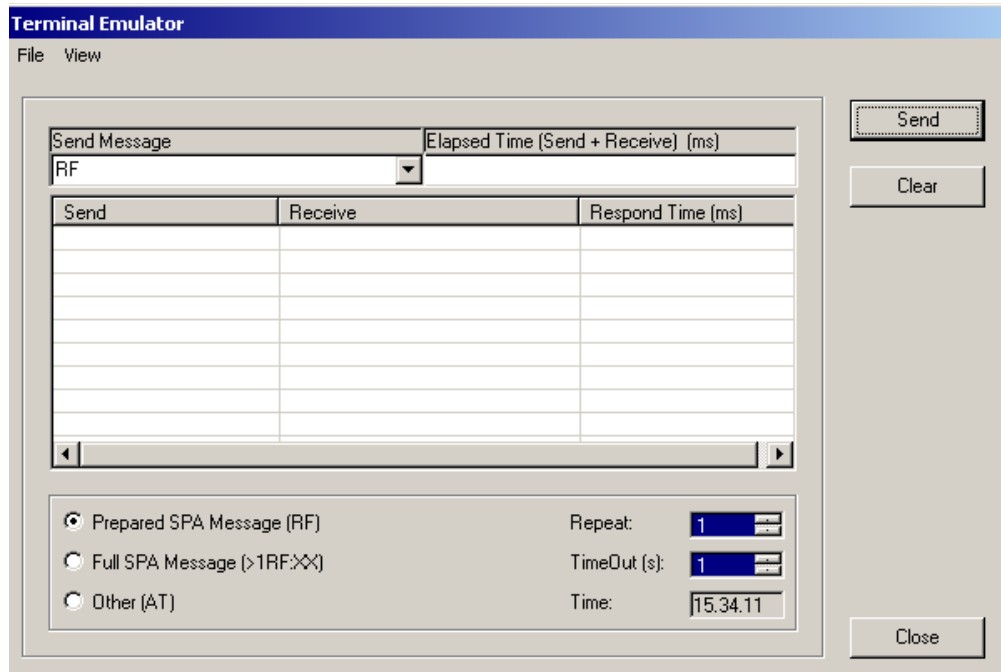 Terminal Emulator
File View
Send Message Elapsed Time (Send + Receive) (ms)
RF
Send Receive Respond Time (ms)
Prepared SPA Message (RF)
Full SPA Message (>1RF:XX)
Other (AT)
Repeat: 1
TimeOut (s): 1
Time: 15.34.11
Send
Clear
Close